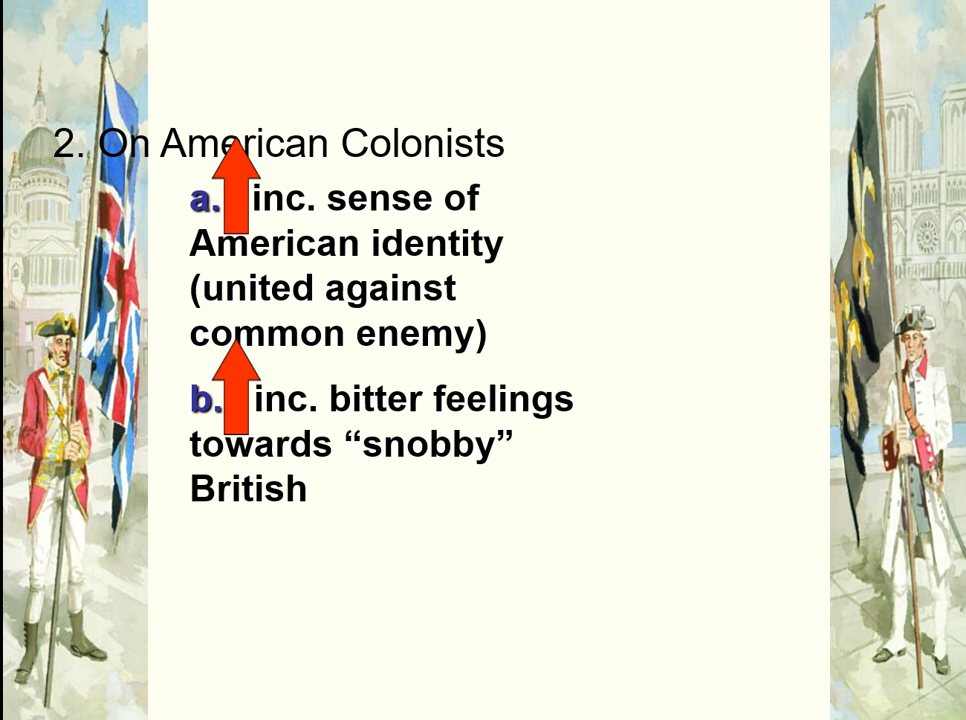 2. On American Colonists
a. inc. sense of
American identity
(united against
common enemy)
b. inc. bitter feelings
towards “snobby”
British